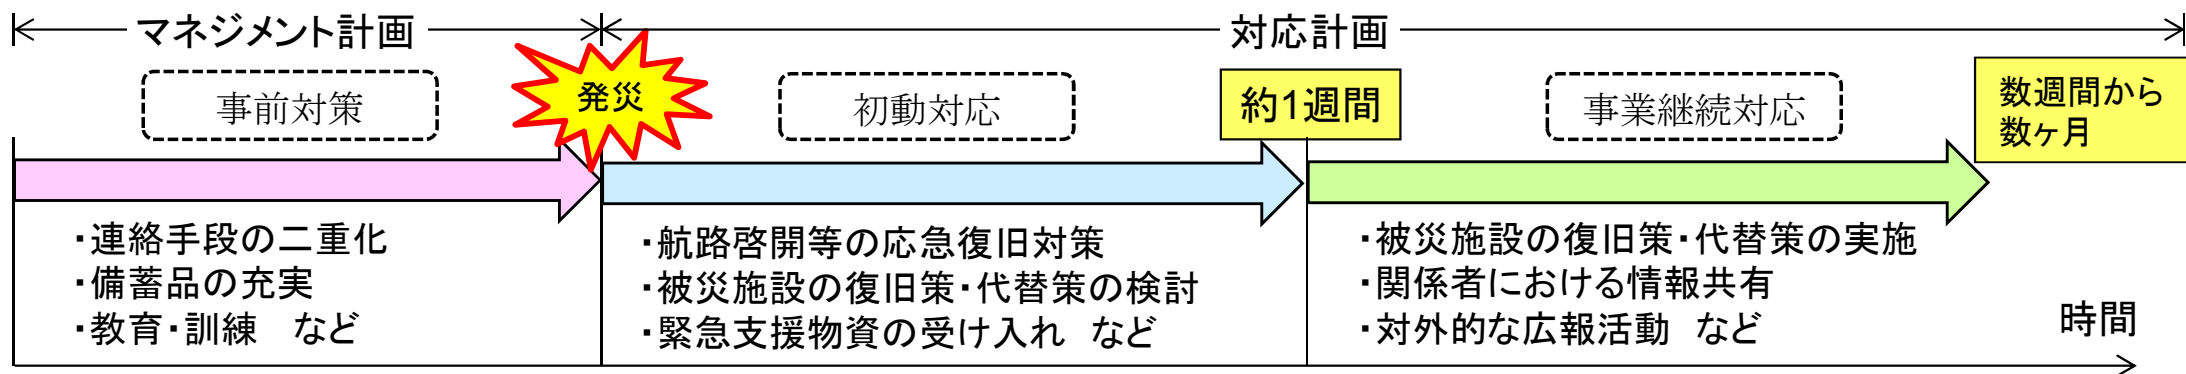 マネジメント計画
対応計画
事前対策
発災
初動対応
約1週間
事業継続対応
数週間から
数ヶ月
・連絡手段の二重化
・備蓄品の充実
・教育・訓練　など
・航路啓開等の応急復旧対策
・被災施設の復旧策・代替策の検討
・緊急支援物資の受け入れ　など
・被災施設の復旧策・代替策の実施
・関係者における情報共有
・対外的な広報活動　など
時間